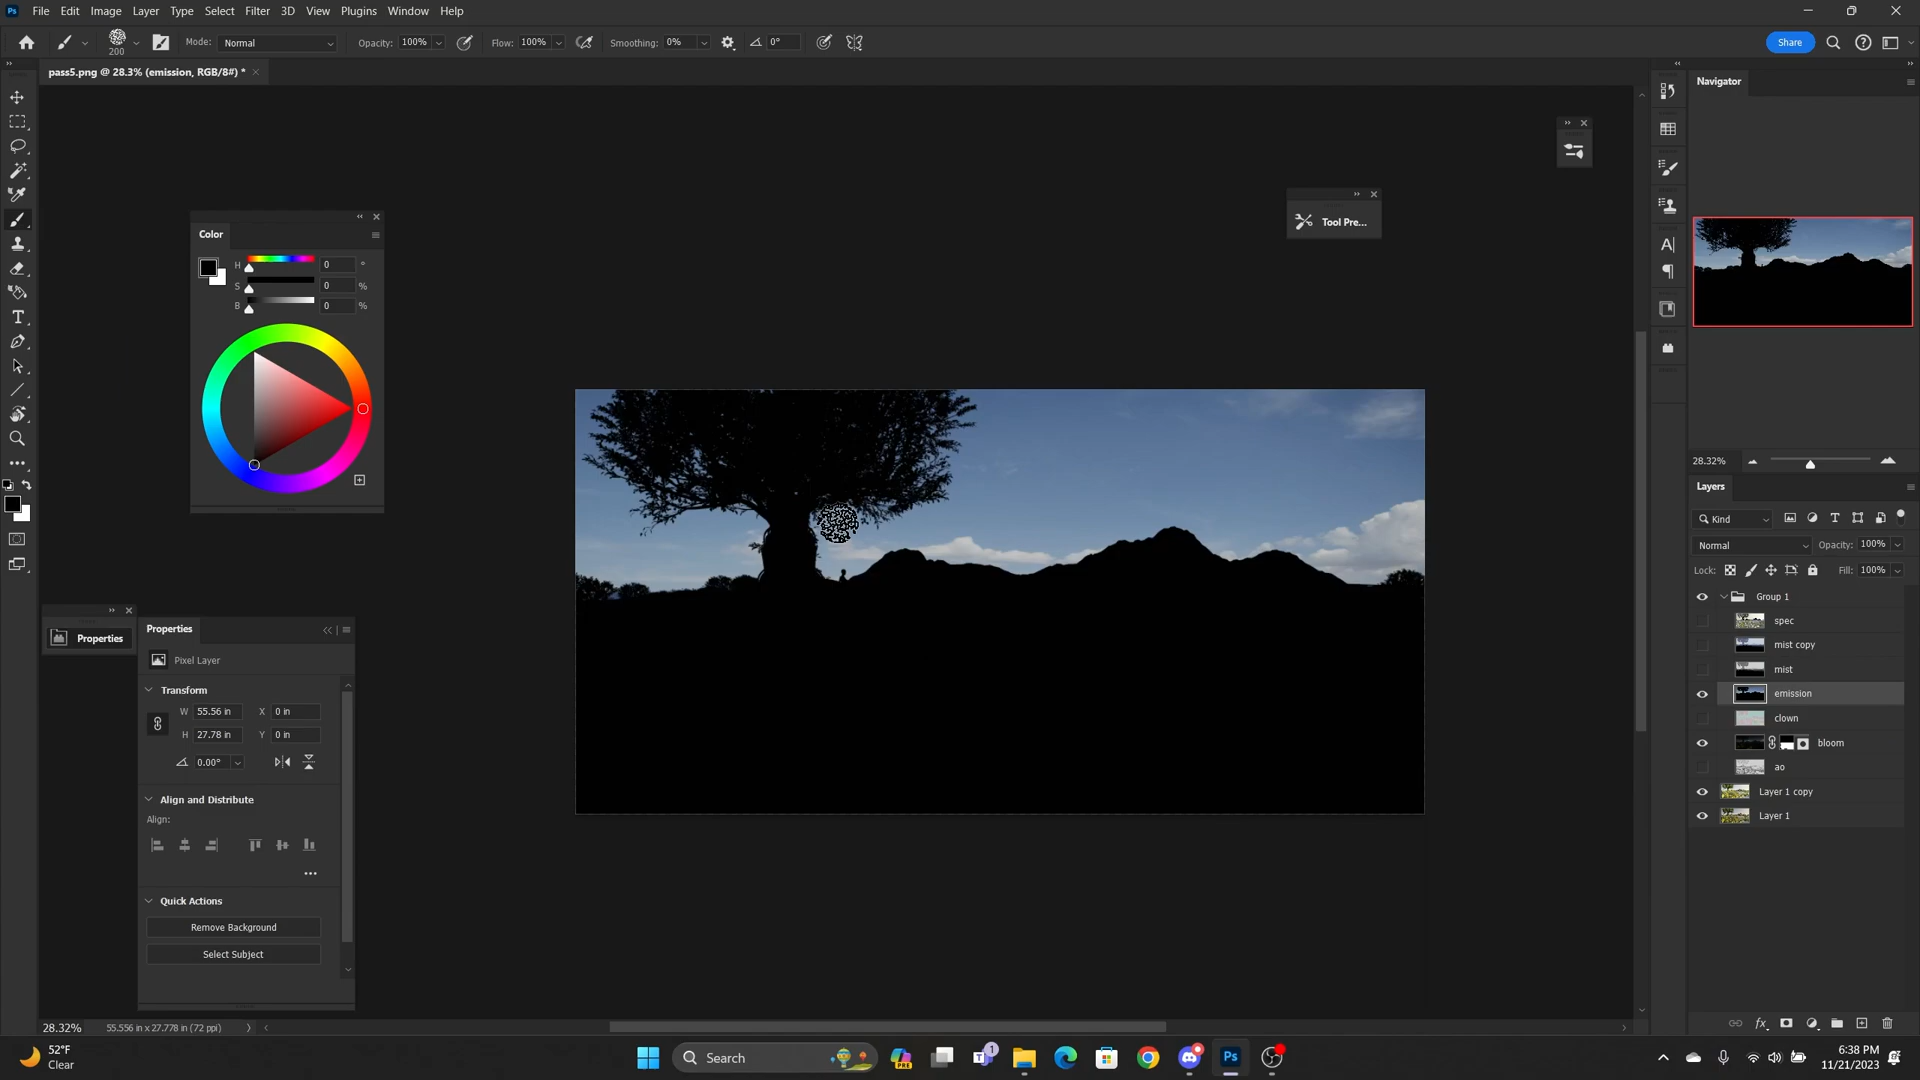 Ps File Edit Image Layer Type Select Filter 3D View Plugins Window Help
200 Mode: Normal Opacity: 100% Flow: 100% Smoothing: 0% 0° Share
pass5.png @ 28.3% (emission, RGB/8#) *
Navigator
Tool Pre...
Color
H 0 °
S 0 %
B 0 %
28.32%
Layers
Kind
Normal Opacity: 100%
Lock: Fill: 100%
Group 1
spec
mist copy
mist
emission
clown
bloom
ao
Layer 1 copy
Layer 1
Properties
Properties
Pixel Layer
Transform
W 55.56 in X 0 in
H 27.78 in Y 0 in
0.00°
Align and Distribute
Align:
Quick Actions
Remove Background
Select Subject
28.32% 55.556 in x 27.778 in (72 ppi)
52°F
Clear
Search
PRE
1
Ps
6:38 PM
11/21/2023